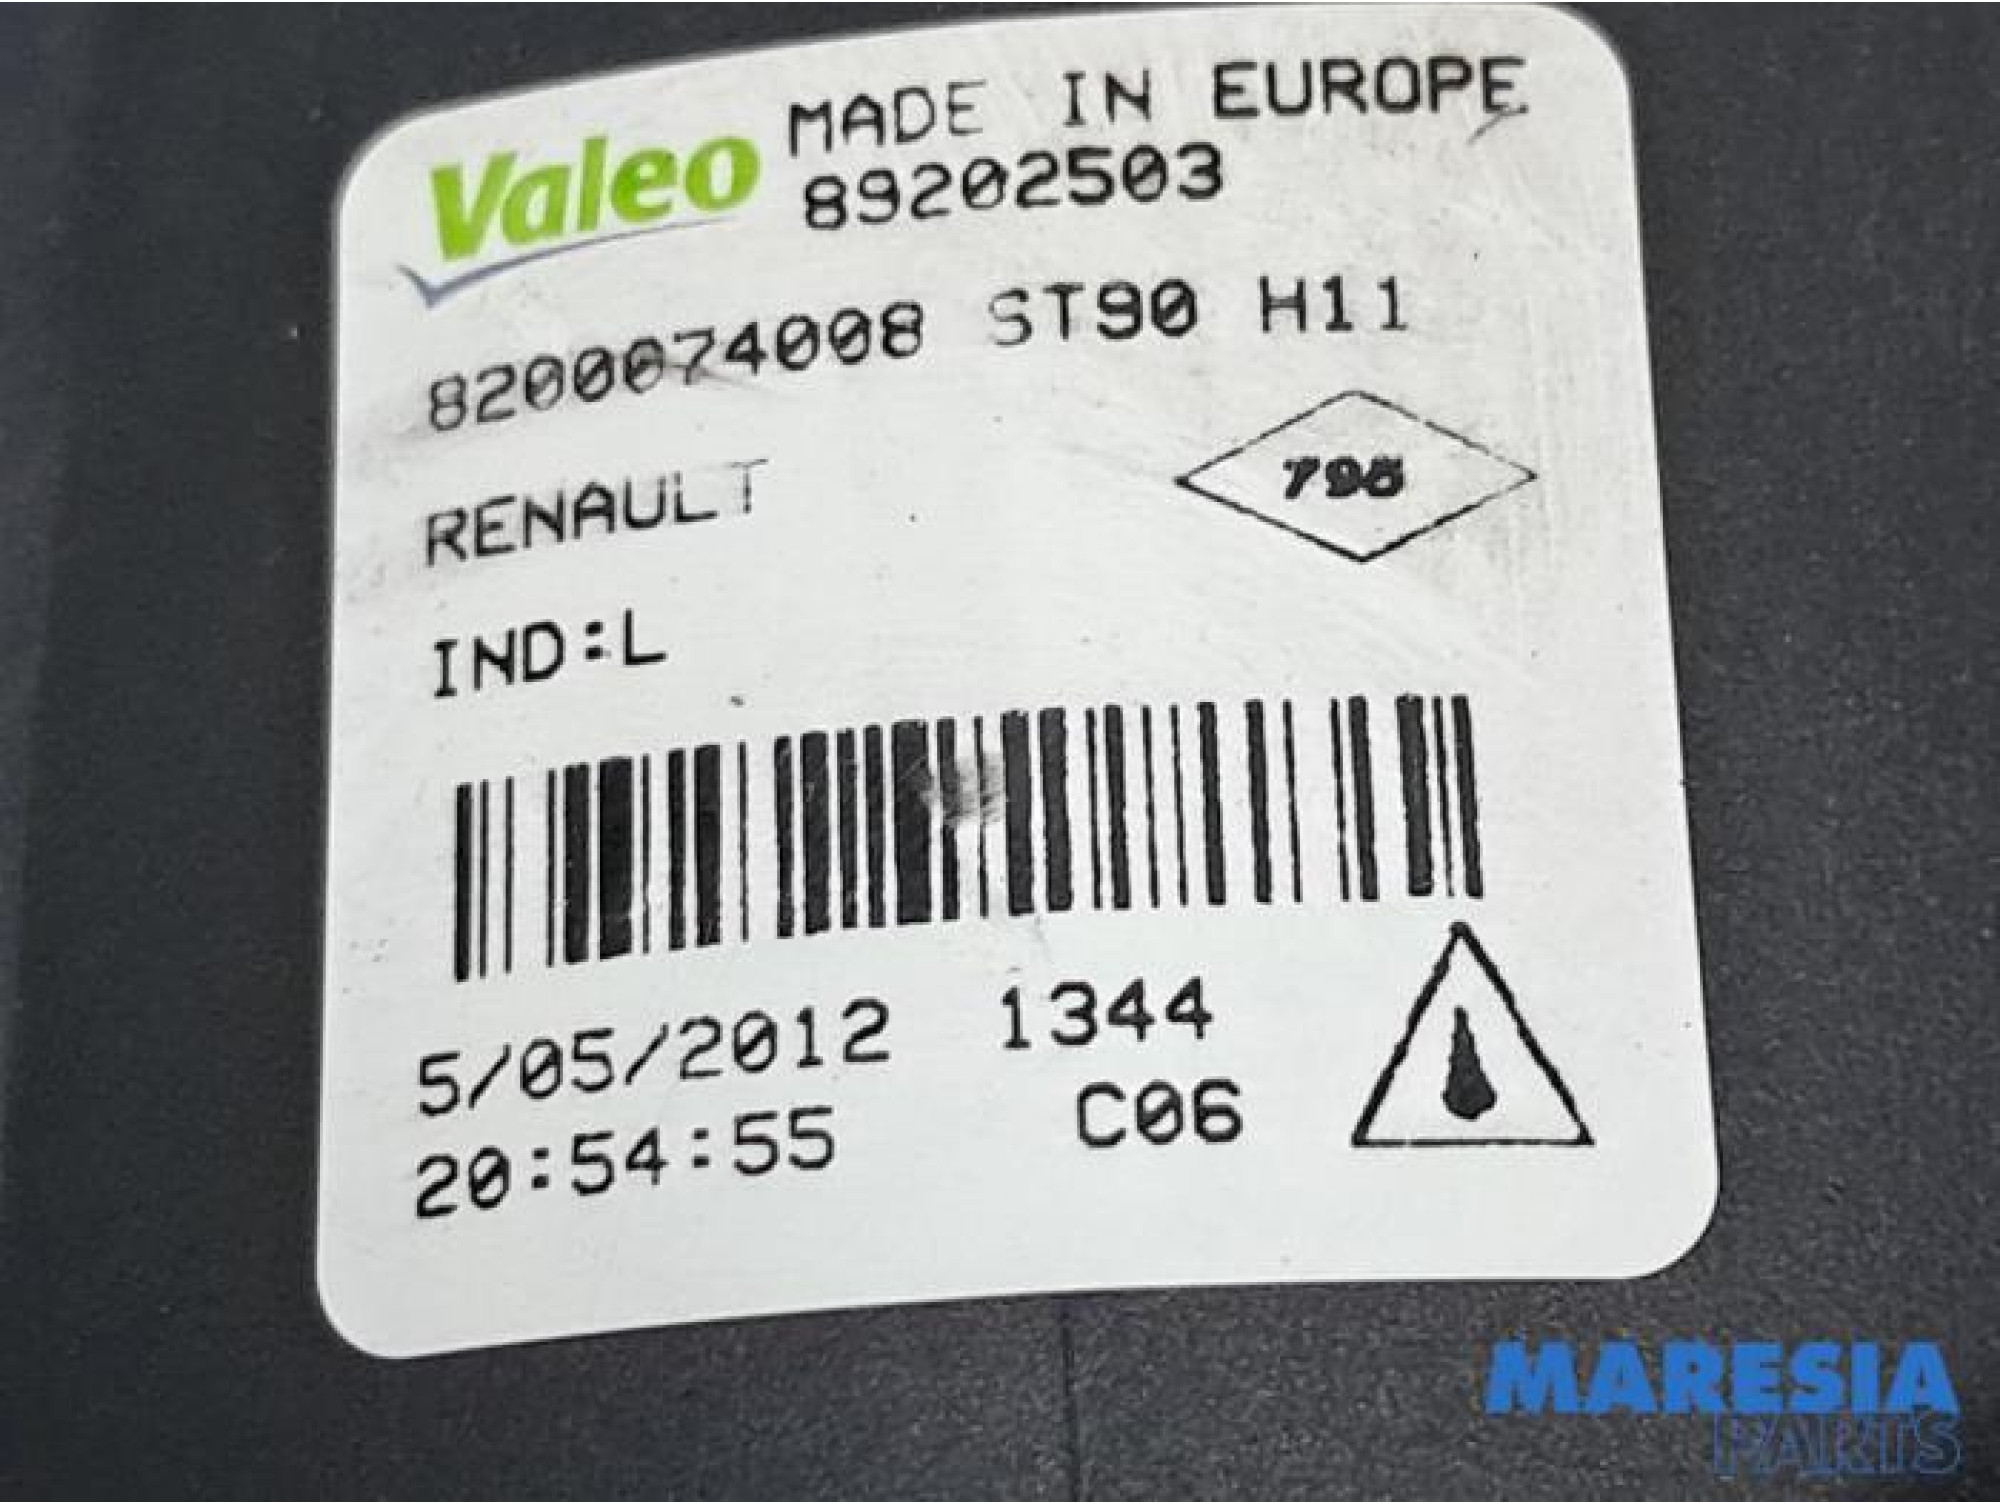 Valeo MADE IN EUROPE
89202503
8200074008 ST90 H11
RENAULT
795
IND:L
5/05/2012 1344
20:54:55 C06
MARESIA
PARTS